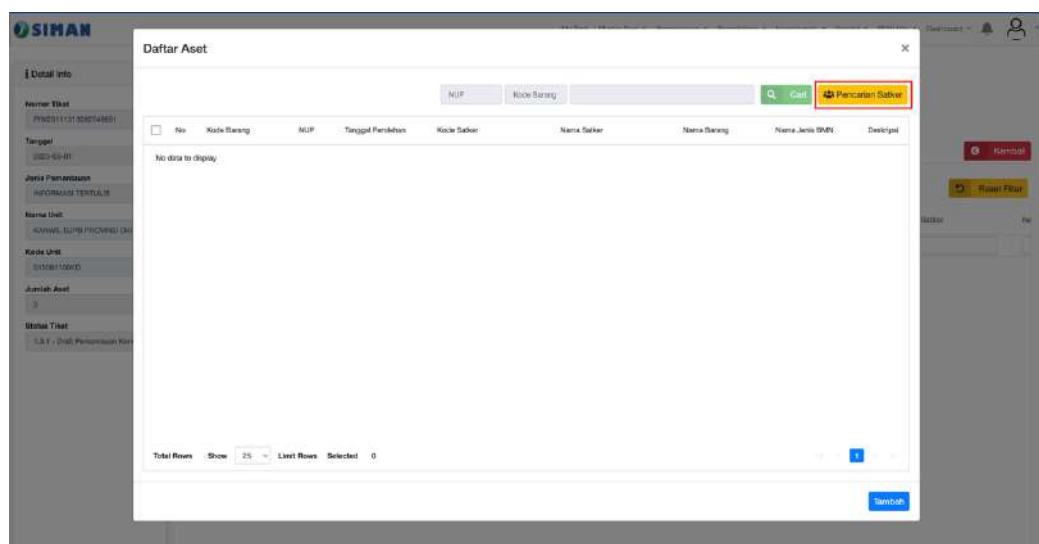 SIMAN
Daftar Aset
×
Detail Info
NUP Kode Barang Cari Pencarian Satker
Nomor Tiket
No Kode Barang NUP Tanggal Perolehan Kode Satker Nama Satker Nama Barang Nama Jenis BMN Deskripsi
Tanggal
No data to display
Kembali
Jenis Pemantauan
INFORMASI TERTULIS
Reset Filter
Nama Unit
Satker
Kode Unit
Jumlah Aset
0
Status Tiket
Total Rows Show 25 Limit Rows Selected 0
1
Tambah